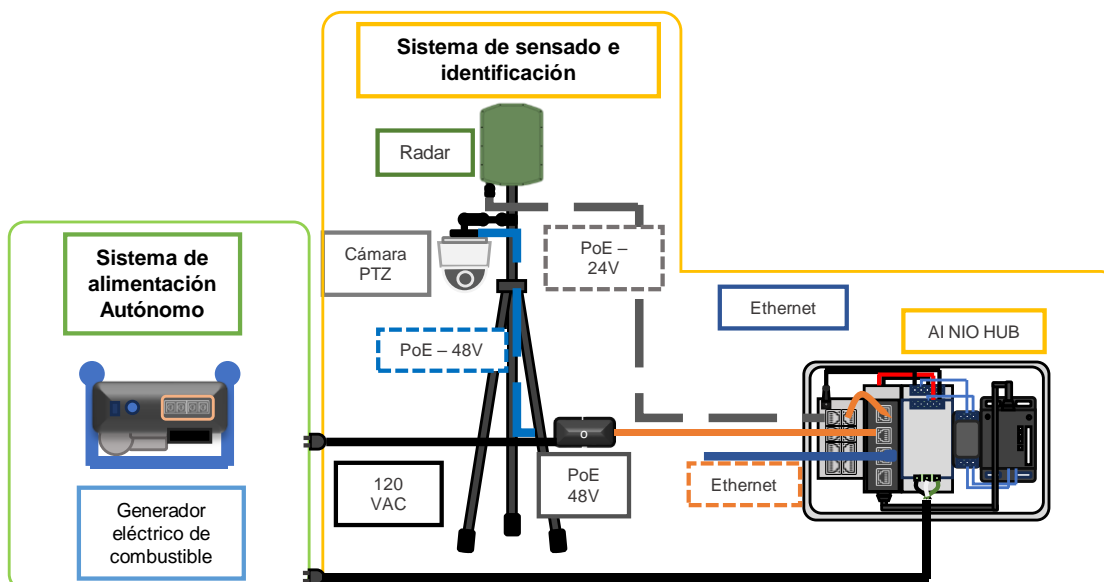 Sistema de sensado e
identificación
Radar
Cámara
PTZ
PoE –
24V
Sistema de
alimentación
Autónomo
Ethernet
AI NIO HUB
PoE – 48V
120
VAC
PoE
48V
Ethernet
Generador
eléctrico de
combustible